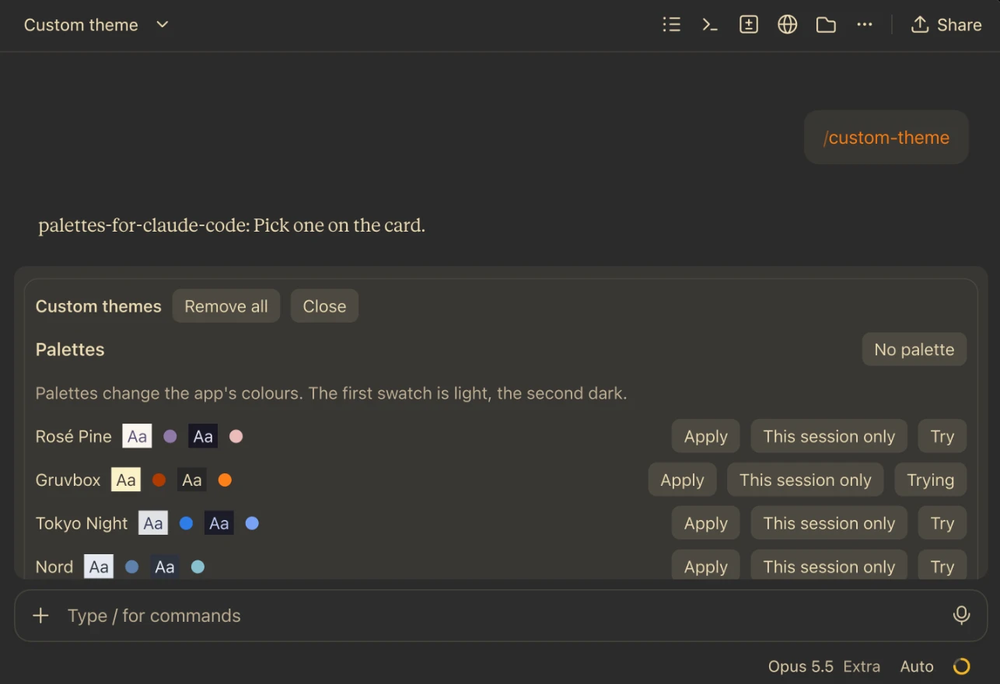 Custom theme
Share
/custom-theme
palettes-for-claude-code: Pick one on the card.
Custom themes Remove all Close
Palettes No palette
Palettes change the app's colours. The first swatch is light, the second dark.
Rosé Pine Aa Aa Apply This session only Try
Gruvbox Aa Aa Apply This session only Trying
Tokyo Night Aa Aa Apply This session only Try
Nord Aa Aa Apply This session only Try
Type / for commands
Opus 5.5 Extra Auto